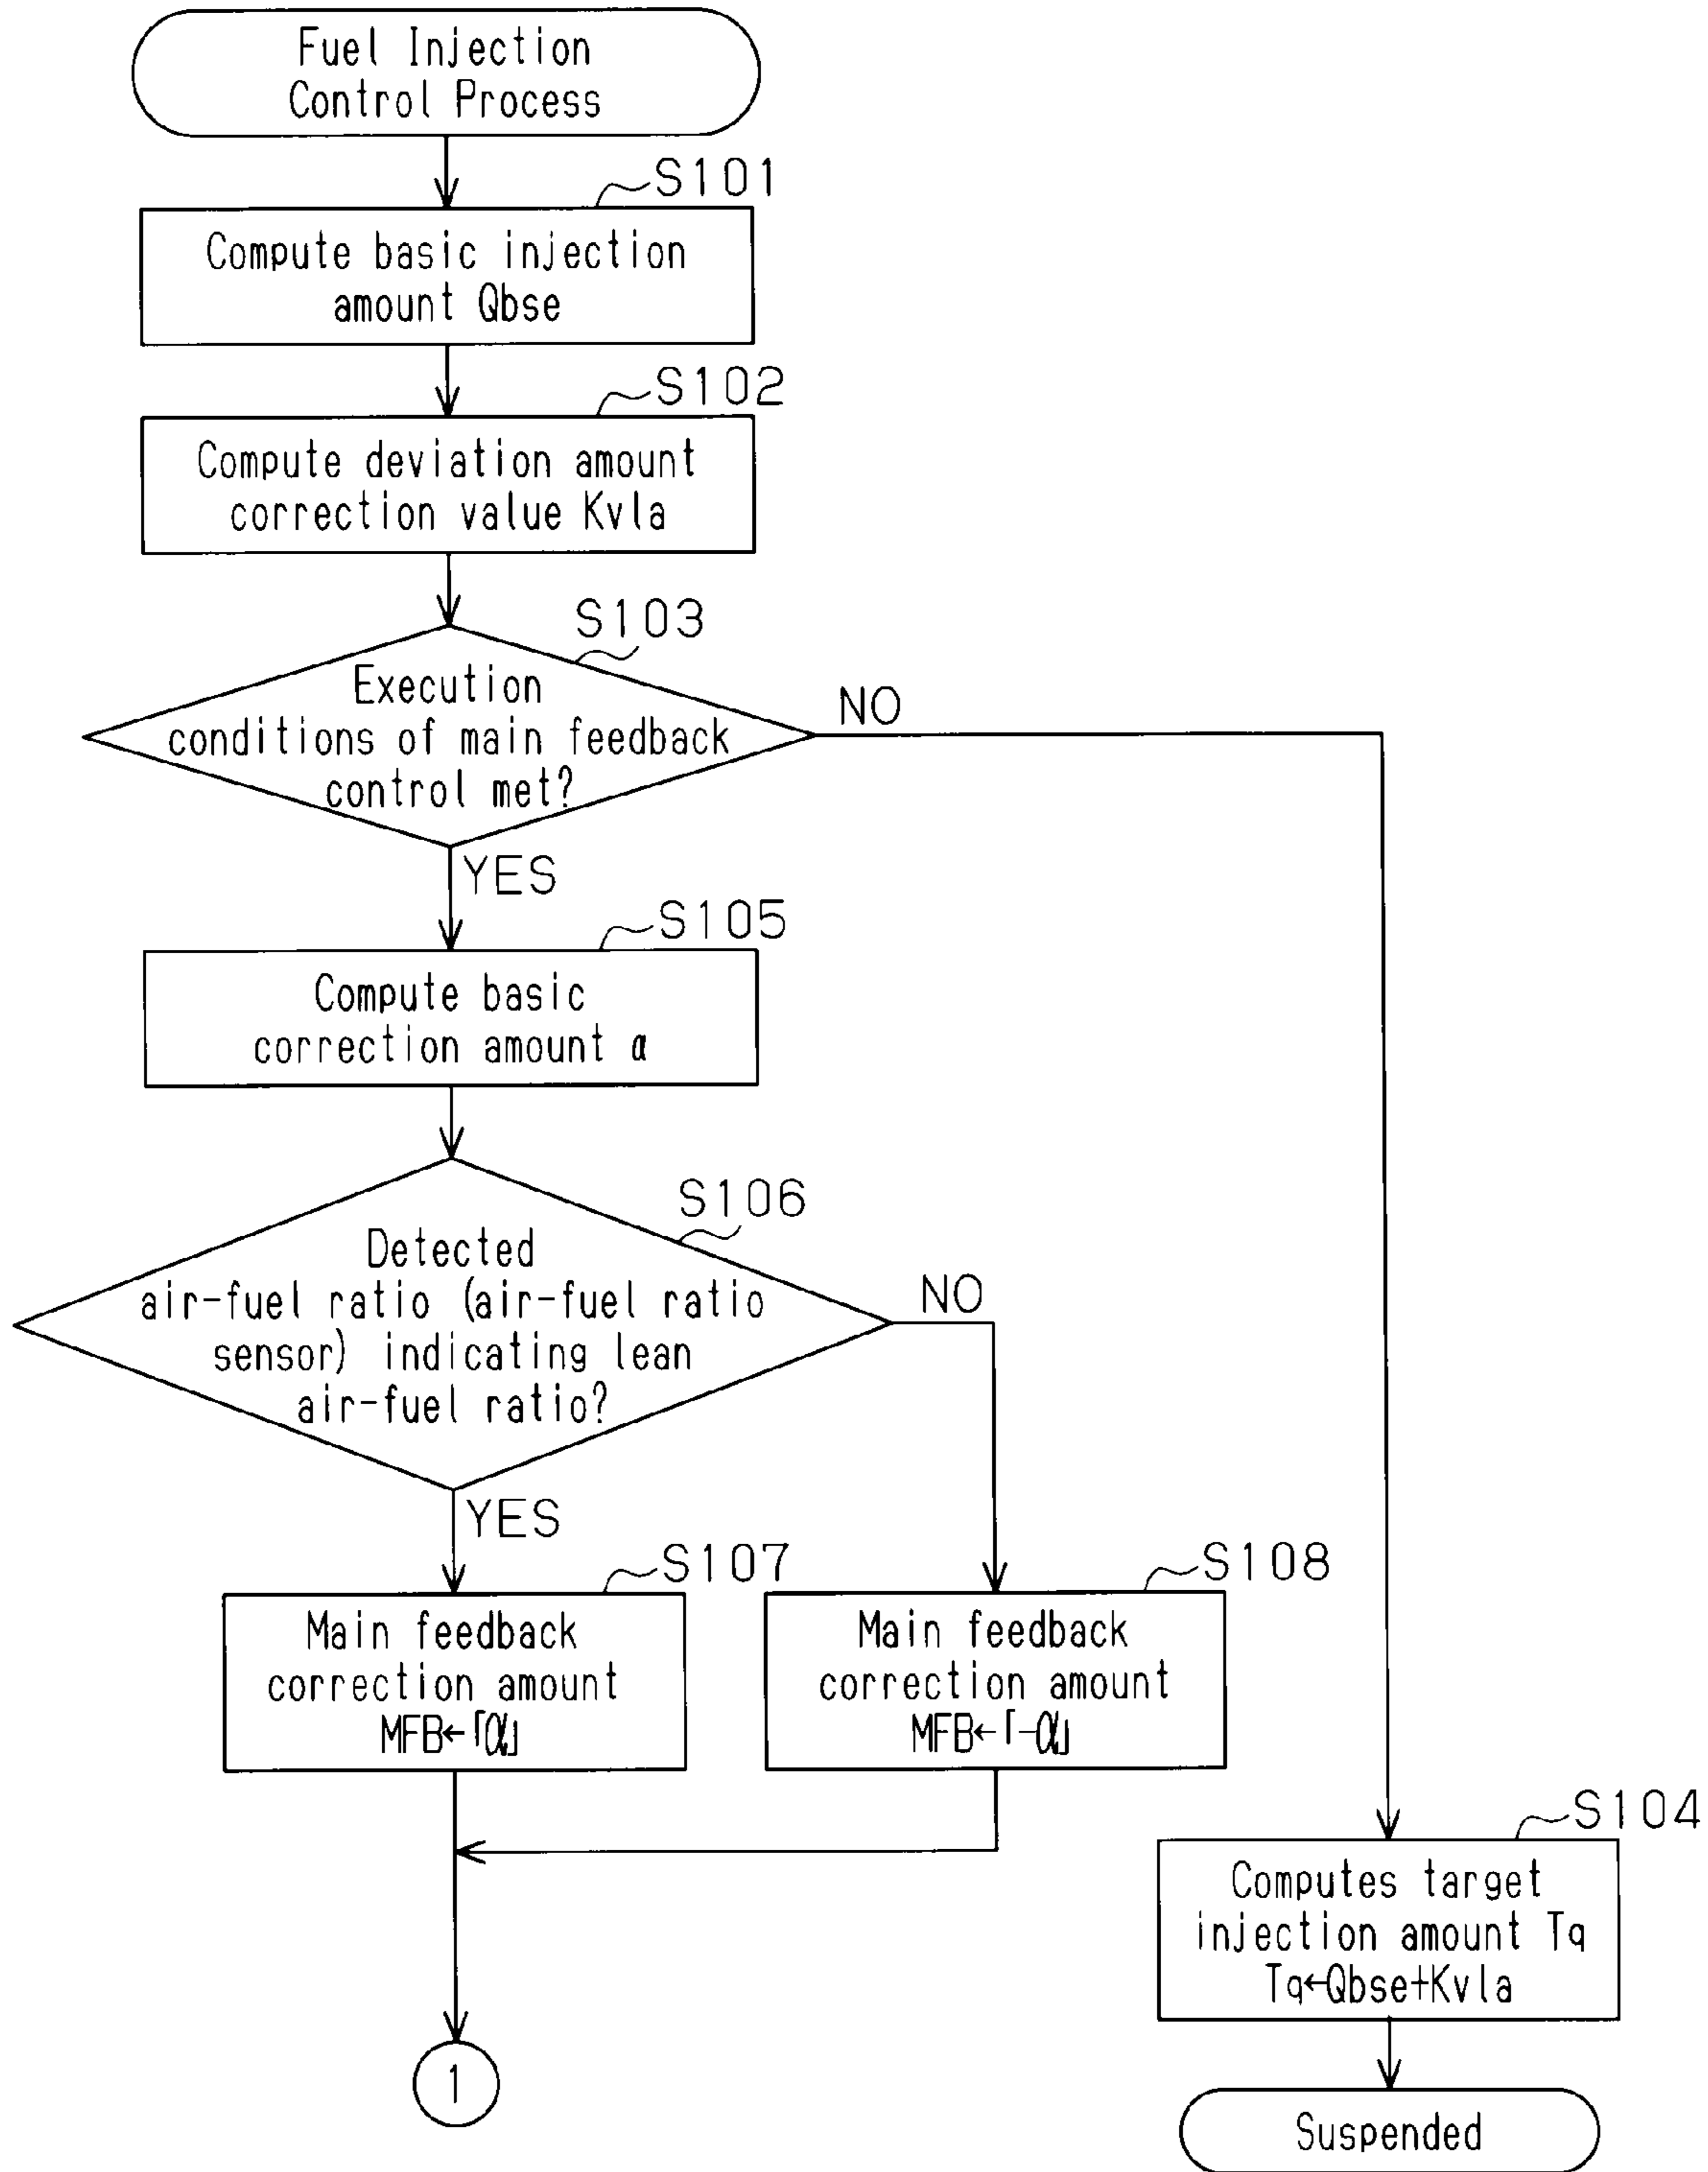 Fuel Injection
Control Process
S101
Compute basic injection
amount Qbse
S102
Compute deviation amount
correction value Kvla
S103
Execution
conditions of main feedback
control met?
NO
YES
S105
Compute basic
correction amount α
S106
Detected
air-fuel ratio (air-fuel ratio
sensor) indicating lean
air-fuel ratio?
NO
YES
S107
Main feedback
correction amount
MFB←「α」
S108
Main feedback
correction amount
MFB←「-α」
S104
Computes target
injection amount Tq
Tq←Qbse+Kvla
1
Suspended